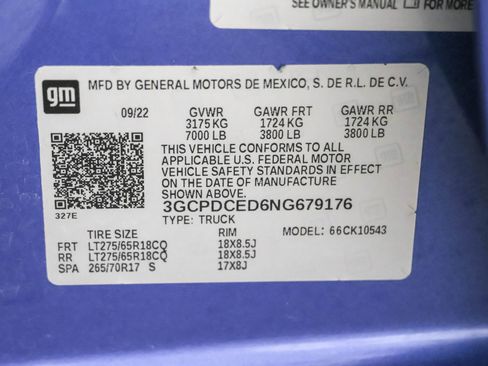 SEE OWNER'S MANUAL FOR MORE
gm
MFD BY GENERAL MOTORS DE MEXICO, S. DE R.L. DE C.V.
09/22 GVWR GAWR FRT GAWR RR
3175 KG 1724 KG 1724 KG
7000 LB 3800 LB 3800 LB
THIS VEHICLE CONFORMS TO ALL
APPLICABLE U.S. FEDERAL MOTOR
VEHICLE SAFETY STANDARDS IN EFFECT
ON THE DATE OF MANUFACTURE
SHOWN ABOVE.
3GCPDCED6NG679176
327E TYPE: TRUCK
TIRE SIZE RIM MODEL: 66CK10543
FRT LT275/65R18CQ 18X8.5J
RR LT275/65R18CQ 18X8.5J
SPA 265/70R17 S 17X8J